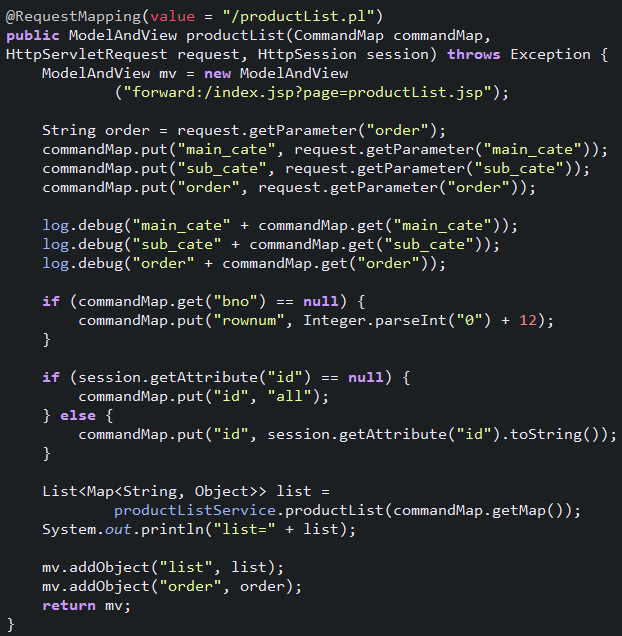 @RequestMapping(value = "/productList.pl")
public ModelAndView productList(CommandMap commandMap,
HttpServletRequest request, HttpSession session) throws Exception {
    ModelAndView mv = new ModelAndView
            ("forward:/index.jsp?page=productList.jsp");

    String order = request.getParameter("order");
    commandMap.put("main_cate", request.getParameter("main_cate"));
    commandMap.put("sub_cate", request.getParameter("sub_cate"));
    commandMap.put("order", request.getParameter("order"));

    log.debug("main_cate" + commandMap.get("main_cate"));
    log.debug("sub_cate" + commandMap.get("sub_cate"));
    log.debug("order" + commandMap.get("order"));

    if (commandMap.get("bno") == null) {
        commandMap.put("rownum", Integer.parseInt("0") + 12);
    }

    if (session.getAttribute("id") == null) {
        commandMap.put("id", "all");
    } else {
        commandMap.put("id", session.getAttribute("id").toString());
    }

    List<Map<String, Object>> list =
            productListService.productList(commandMap.getMap());
    System.out.println("list=" + list);

    mv.addObject("list", list);
    mv.addObject("order", order);
    return mv;
}